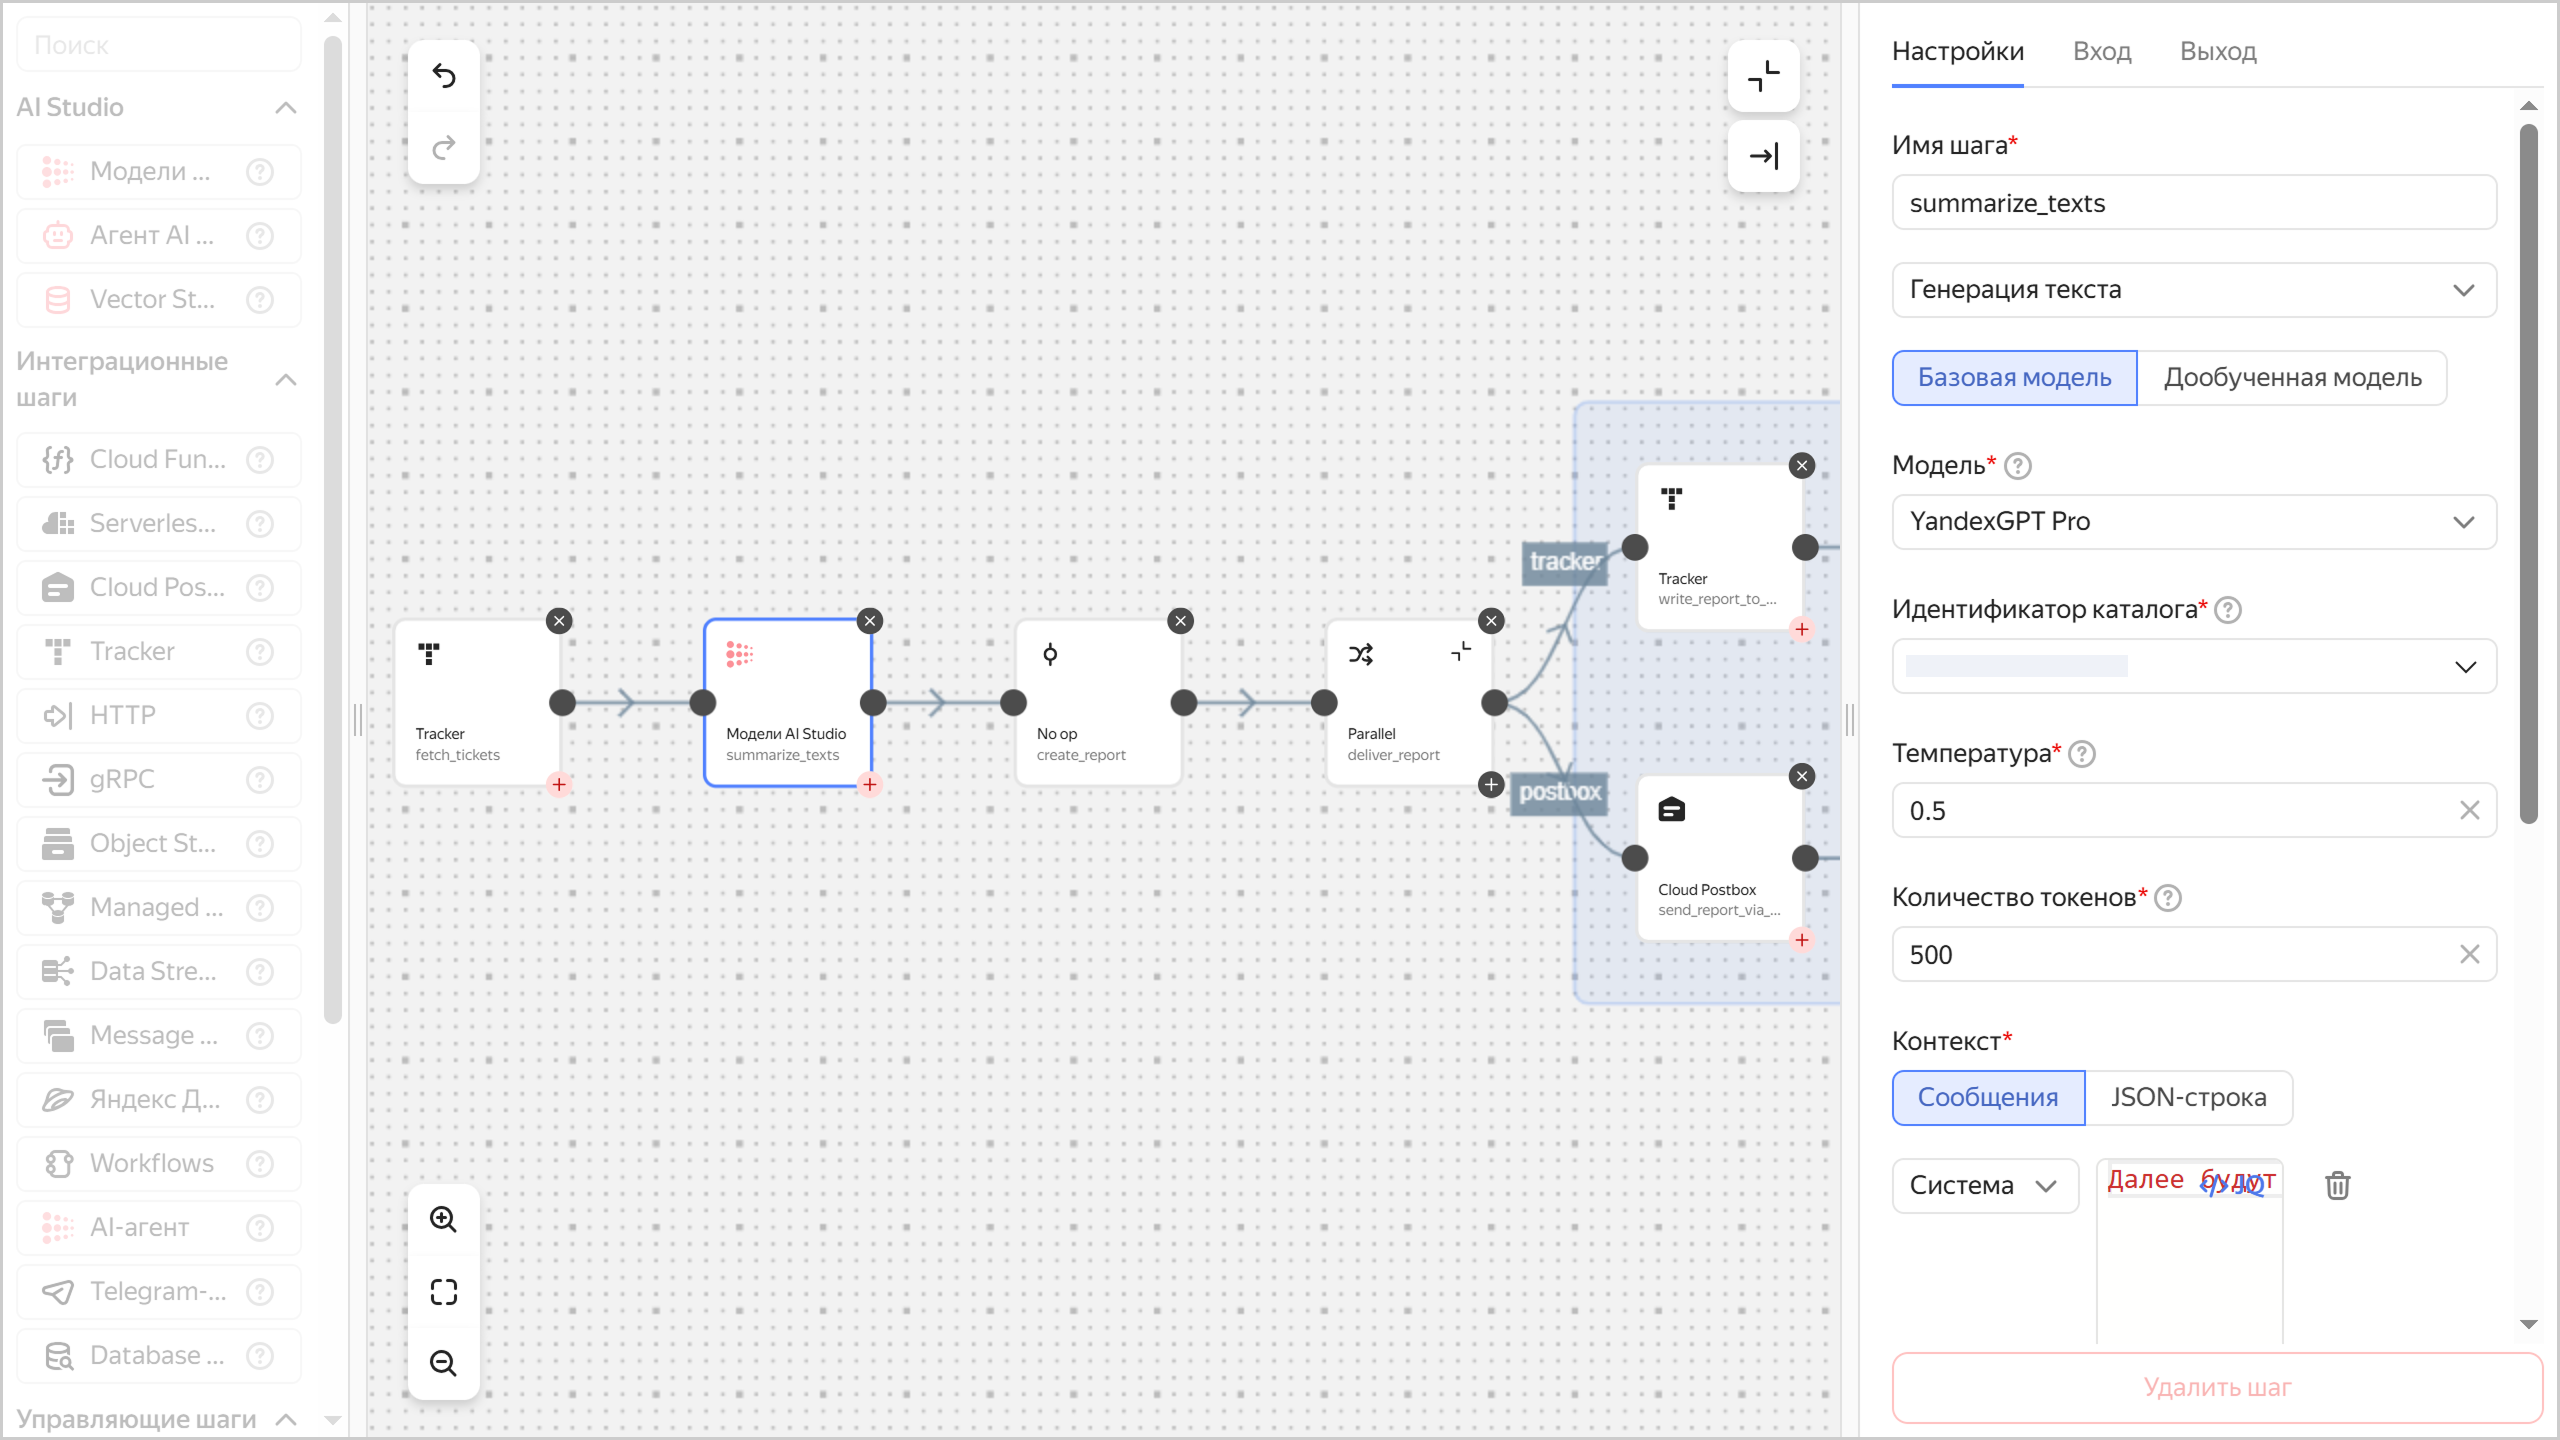 Поиск
AI Studio
Модели ...
Агент AI ...
Vector St...
Интеграционные
шаги
Cloud Fun...
Serverles...
Cloud Pos...
Tracker
HTTP
gRPC
Object St...
Managed ...
Data Stre...
Message ...
Яндекс Д...
Workflows
AI-агент
Telegram-...
Database ...
Управляющие шаги
Tracker
fetch_tickets
Модели AI Studio
summarize_texts
No op
create_report
Parallel
deliver_report
tracker
postbox
Tracker
write_report_to_...
Cloud Postbox
send_report_via_...
Настройки
Вход
Выход
Имя шага*
summarize_texts
Генерация текста
Базовая модель
Дообученная модель
Модель*
YandexGPT Pro
Идентификатор каталога*
Температура*
0.5
Количество токенов*
500
Контекст*
Сообщения
JSON-строка
Система
Далее будут
</> JQ
Удалить шаг